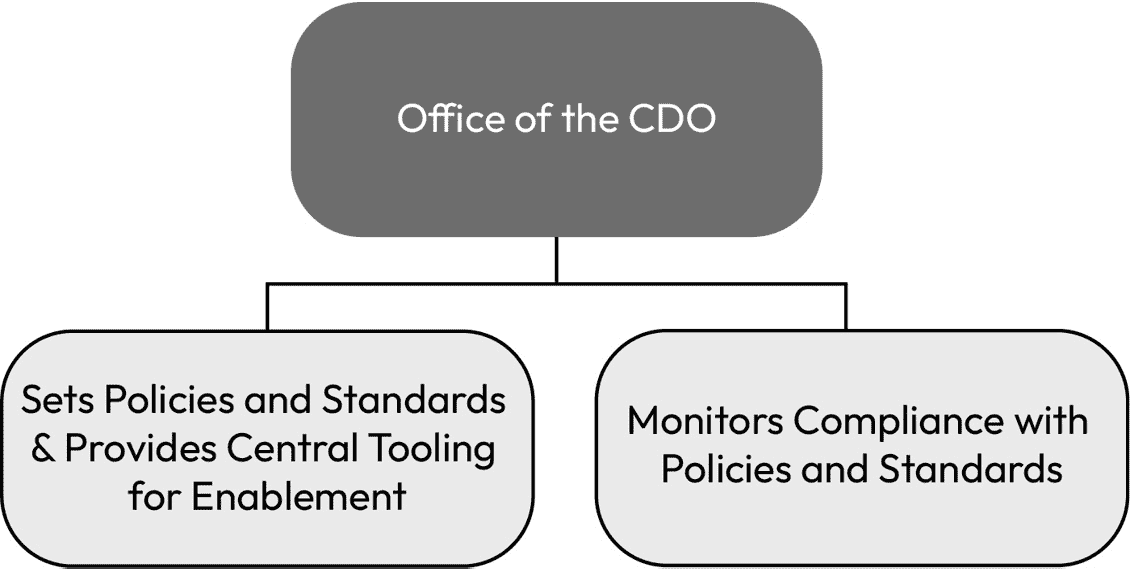 Office of the CDO
Sets Policies and Standards
& Provides Central Tooling
for Enablement
Monitors Compliance with
Policies and Standards